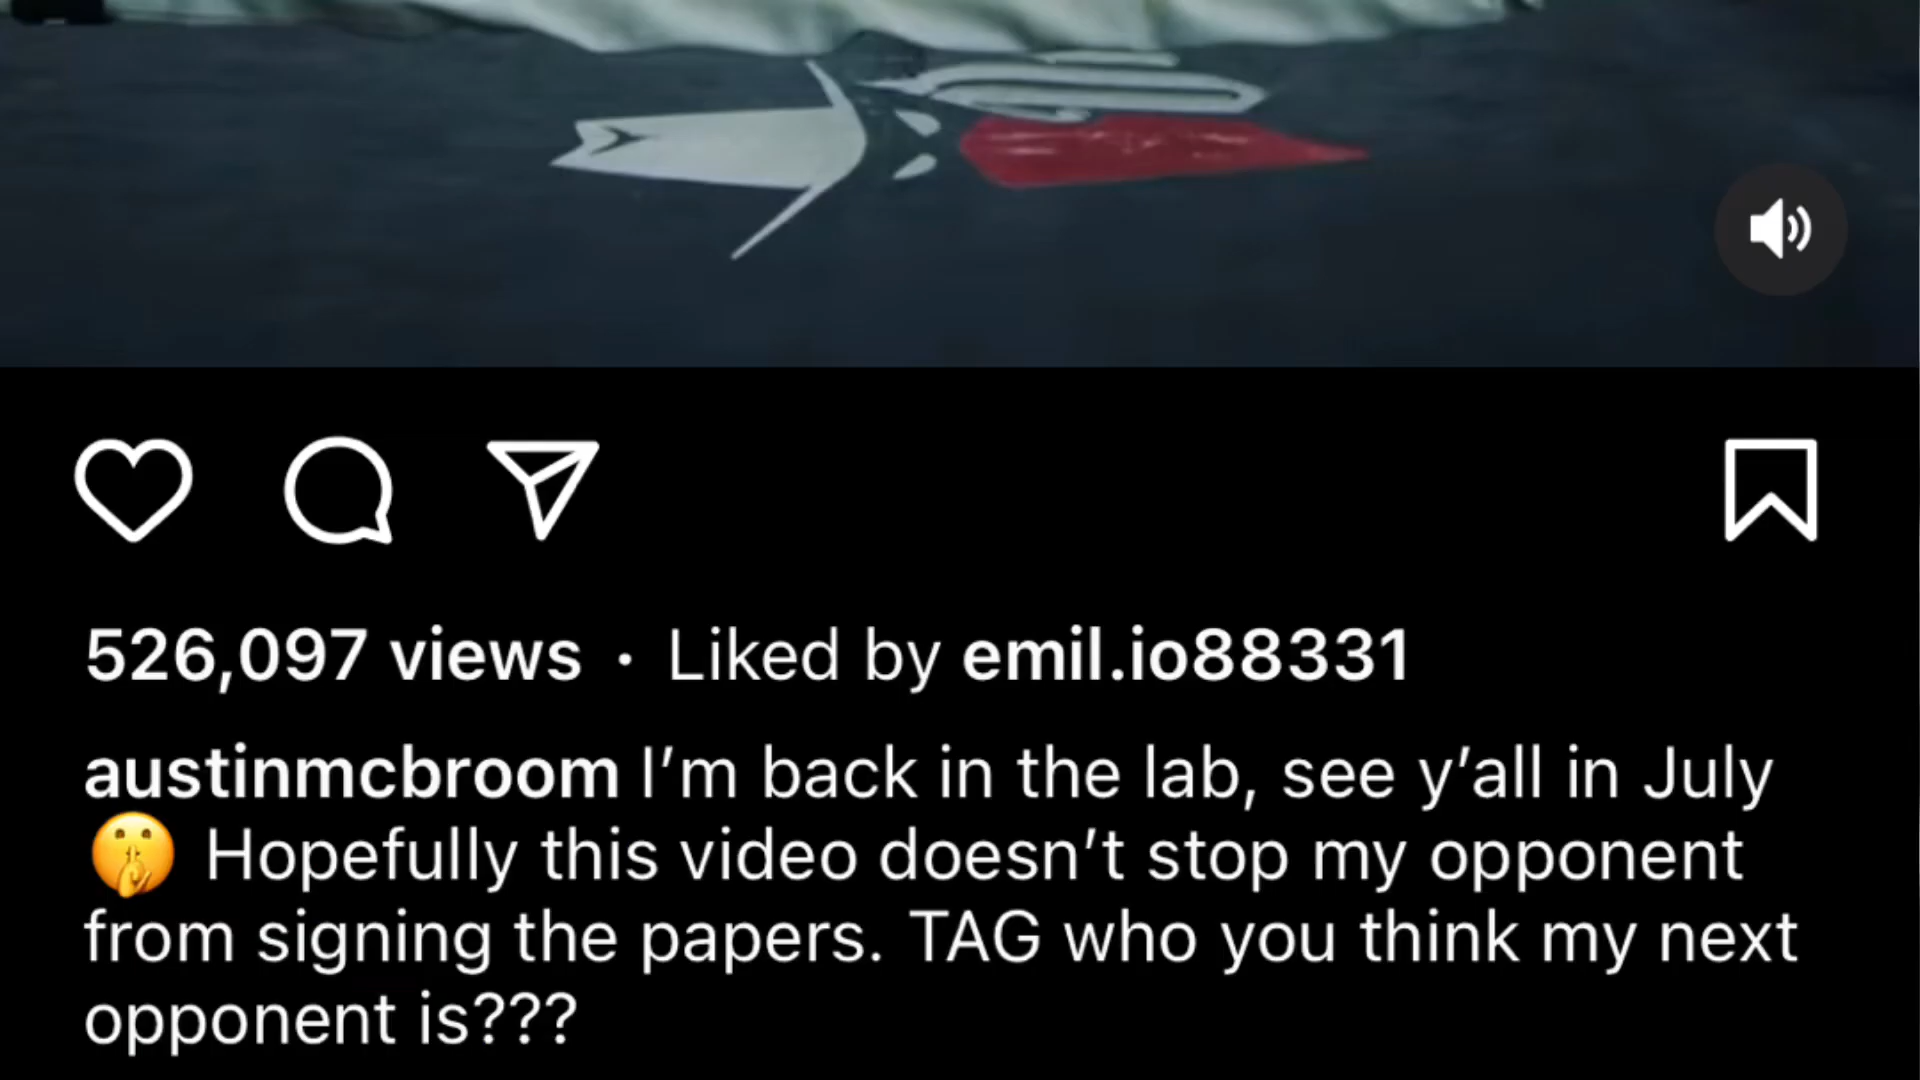 526,097 views · Liked by emil.io88331
austinmcbroom I’m back in the lab, see y’all in July
🤫 Hopefully this video doesn’t stop my opponent
from signing the papers. TAG who you think my next
opponent is???